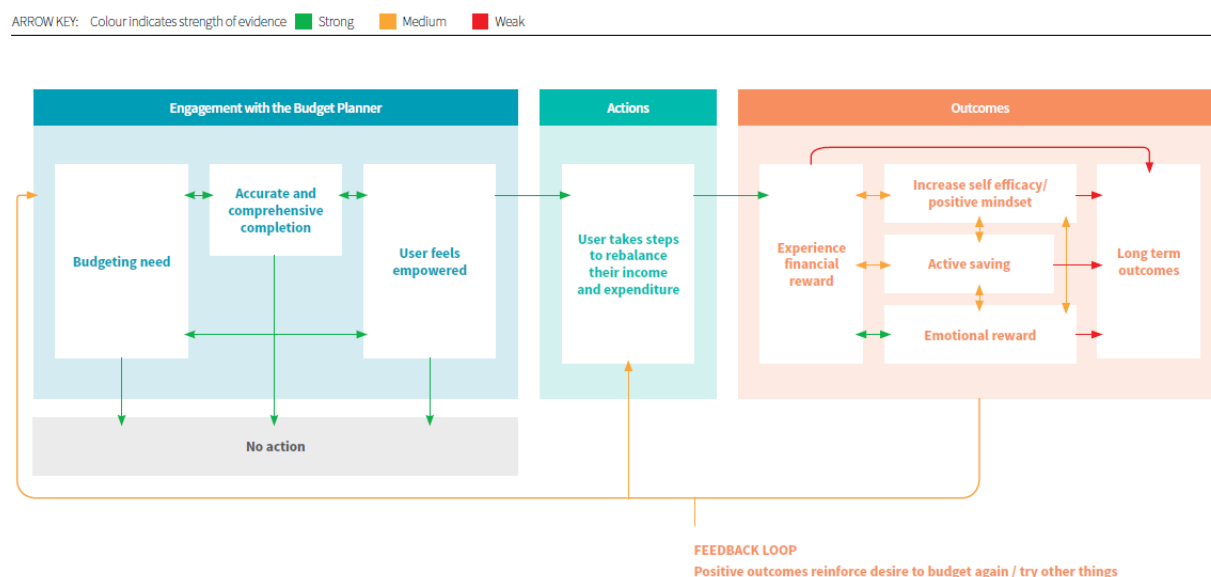 ARROW KEY: Colour indicates strength of evidence Strong Medium Weak
Engagement with the Budget Planner
Actions
Outcomes
Budgeting need
Accurate and
comprehensive
completion
User feels
empowered
User takes steps
to rebalance
their income
and expenditure
Experience
financial
reward
Increase self efficacy/
positive mindset
Active saving
Emotional reward
Long term
outcomes
No action
FEEDBACK LOOP
Positive outcomes reinforce desire to budget again / try other things